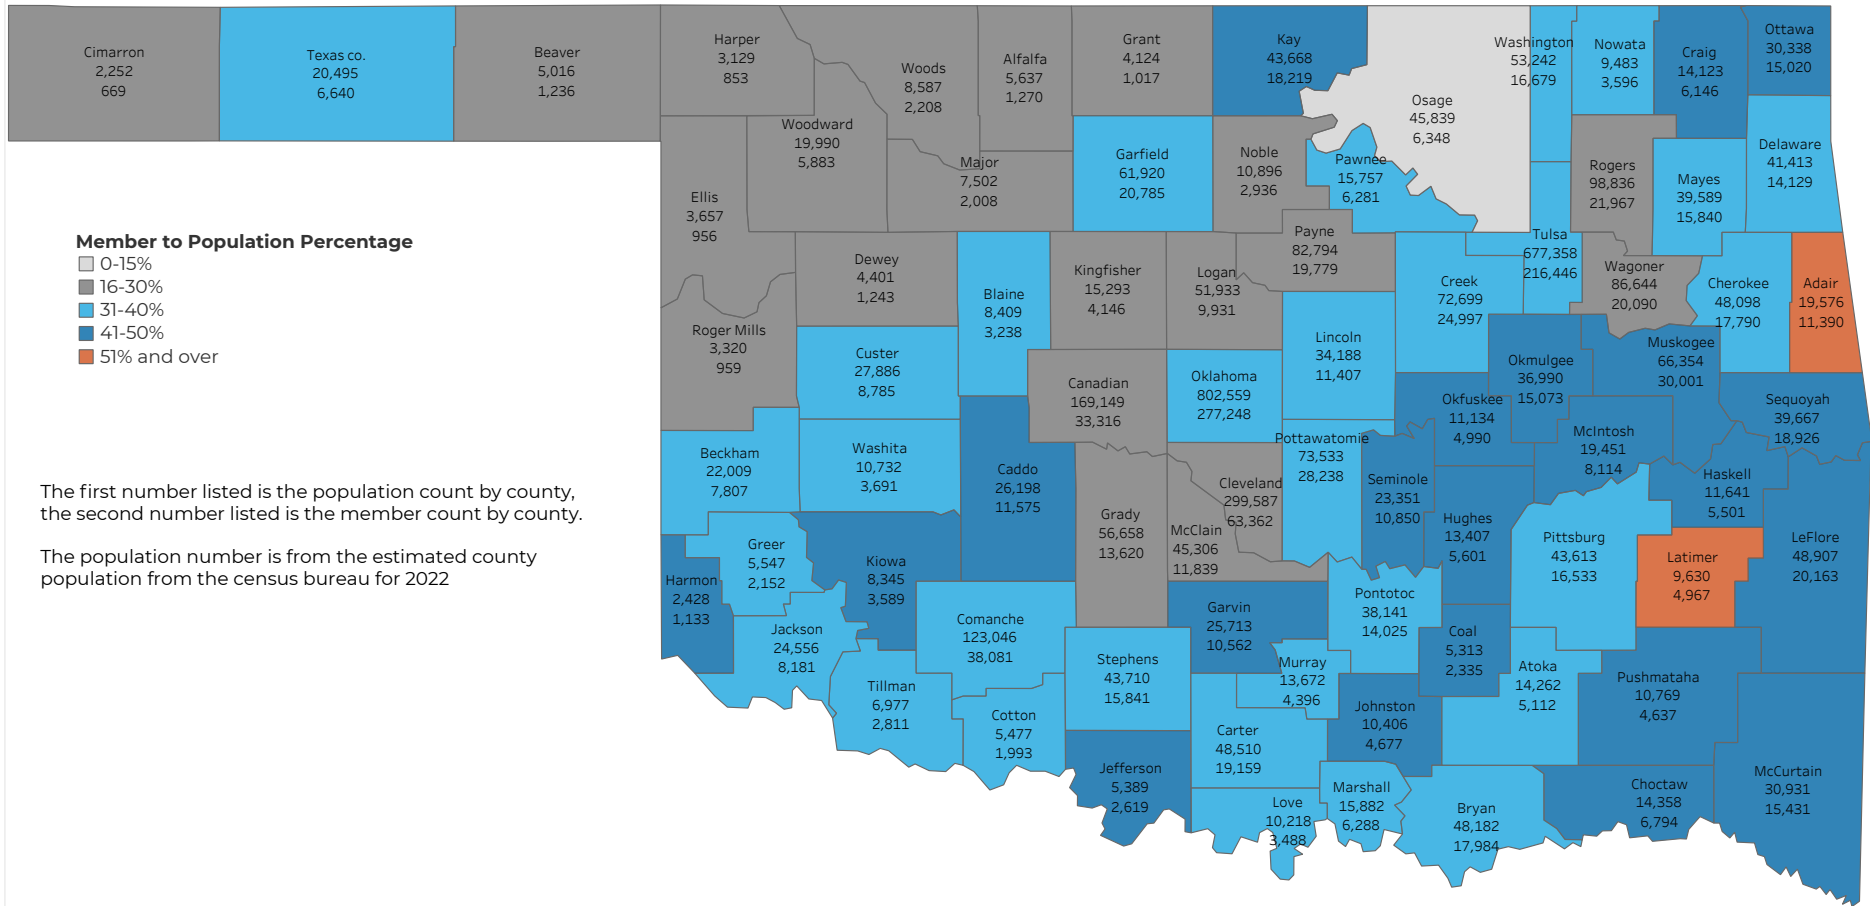 Cimarron
2,252
669
Texas co.
20,495
6,640
Beaver
5,016
1,236
Harper
3,129
853
Woods
8,587
2,208
Alfalfa
5,637
1,270
Grant
4,124
1,017
Kay
43,668
18,219
Osage
45,839
6,348
Washington
53,242
16,679
Nowata
9,483
3,596
Craig
14,123
6,146
Ottawa
30,338
15,020
Woodward
19,990
5,883
Major
7,502
2,008
Garfield
61,920
20,785
Noble
10,896
2,936
Pawnee
15,757
6,281
Rogers
98,836
21,967
Mayes
39,589
15,840
Delaware
41,413
14,129
Ellis
3,657
956
Member to Population Percentage
0-15%
16-30%
31-40%
41-50%
51% and over
Dewey
4,401
1,243
Blaine
8,409
3,238
Kingfisher
15,293
4,146
Logan
51,933
9,931
Payne
82,794
19,779
Creek
72,699
24,997
Tulsa
677,358
216,446
Wagoner
86,644
20,090
Cherokee
48,098
17,790
Adair
19,576
11,390
Roger Mills
3,320
959
Custer
27,886
8,785
Canadian
169,149
33,316
Oklahoma
802,559
277,248
Lincoln
34,188
11,407
Okmulgee
36,990
15,073
Muskogee
66,354
30,001
Okfuskee
11,134
4,990
McIntosh
19,451
8,114
Sequoyah
39,667
18,926
Beckham
22,009
7,807
Washita
10,732
3,691
Caddo
26,198
11,575
Pottawatomie
73,533
28,238
Seminole
23,351
10,850
Haskell
11,641
5,501
The first number listed is the population count by county,
the second number listed is the member count by county.
The population number is from the estimated county
population from the census bureau for 2022
Grady
56,658
13,620
Cleveland
299,587
63,362
McClain
45,306
11,839
Hughes
13,407
5,601
Pittsburg
43,613
16,533
Latimer
9,630
4,967
LeFlore
48,907
20,163
Harmon
2,428
1,133
Greer
5,547
2,152
Kiowa
8,345
3,589
Jackson
24,556
8,181
Comanche
123,046
38,081
Garvin
25,713
10,562
Pontotoc
38,141
14,025
Coal
5,313
2,335
Stephens
43,710
15,841
Murray
13,672
4,396
Atoka
14,262
5,112
Pushmataha
10,769
4,637
Tillman
6,977
2,811
Cotton
5,477
1,993
Carter
48,510
19,159
Johnston
10,406
4,677
Jefferson
5,389
2,619
Love
10,218
3,488
Marshall
15,882
6,288
Bryan
48,182
17,984
Choctaw
14,358
6,794
McCurtain
30,931
15,431